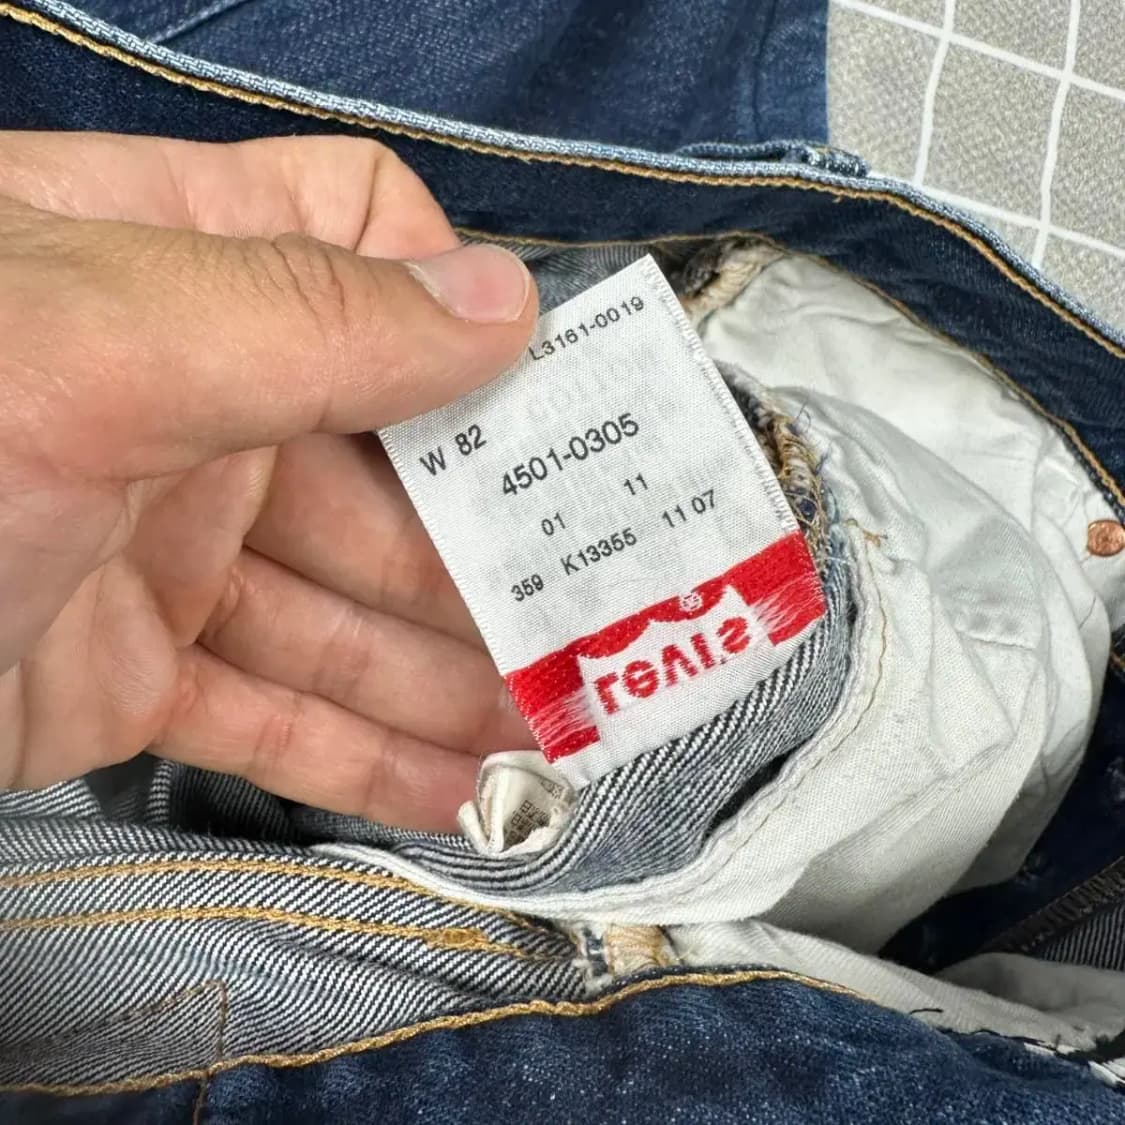 L3161-0019
W 82
4501-0305
01 11
359 K13355 11 07
Levi's